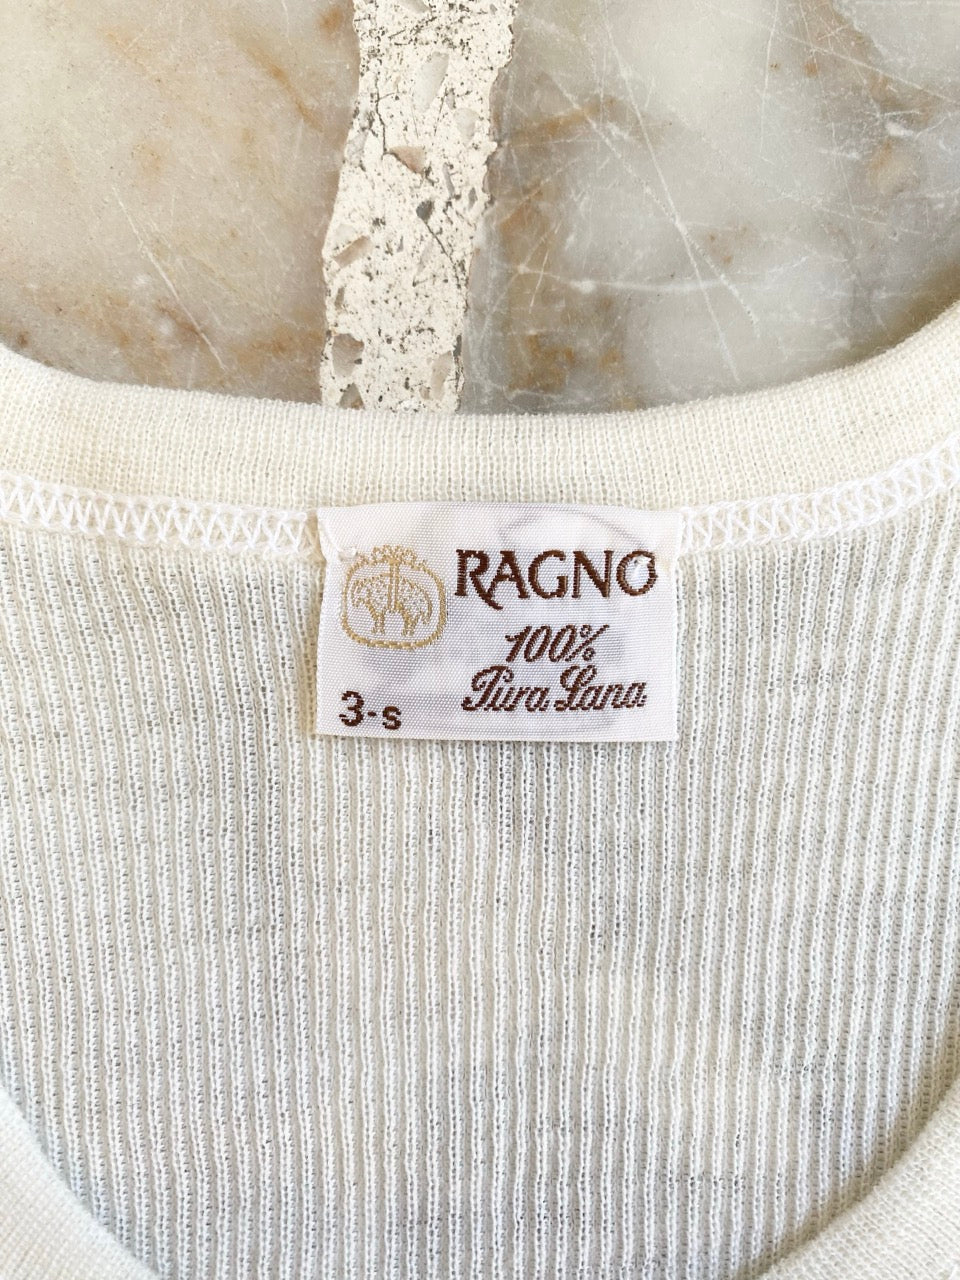 RAGNO
100%
Pura Lana
3-s